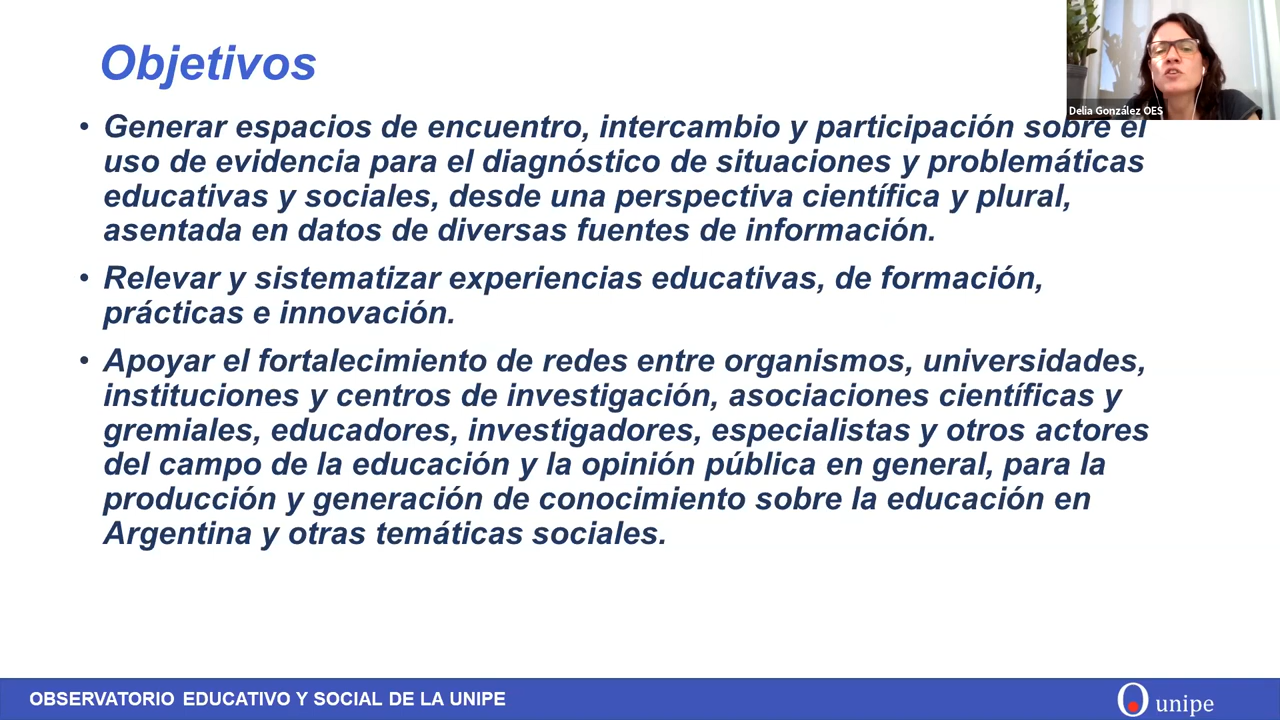 Objetivos
Delia González OES
• Generar espacios de encuentro, intercambio y participación sobre el
uso de evidencia para el diagnóstico de situaciones y problemáticas
educativas y sociales, desde una perspectiva científica y plural,
asentada en datos de diversas fuentes de información.
• Relevar y sistematizar experiencias educativas, de formación,
prácticas e innovación.
• Apoyar el fortalecimiento de redes entre organismos, universidades,
instituciones y centros de investigación, asociaciones científicas y
gremiales, educadores, investigadores, especialistas y otros actores
del campo de la educación y la opinión pública en general, para la
producción y generación de conocimiento sobre la educación en
Argentina y otras temáticas sociales.
OBSERVATORIO EDUCATIVO Y SOCIAL DE LA UNIPE
unipe